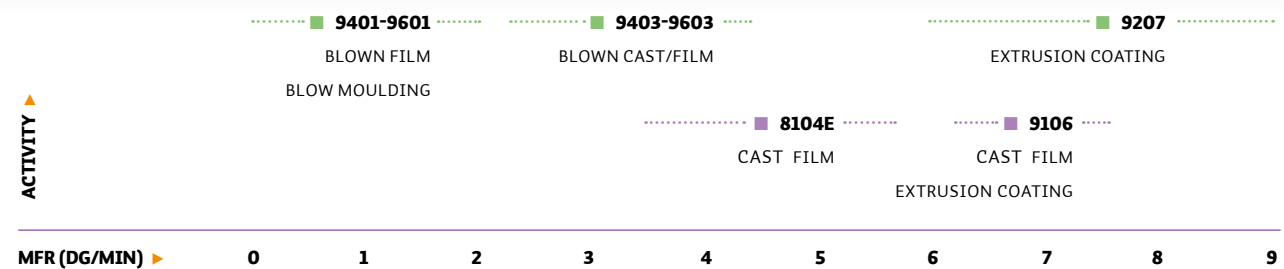 9401-9601 9403-9603 9207
BLOWN FILM BLOWN CAST/FILM EXTRUSION COATING
BLOW MOULDING
8104E 9106
CAST FILM CAST FILM
EXTRUSION COATING
ACTIVITY
MFR (DG/MIN) 0 1 2 3 4 5 6 7 8 9